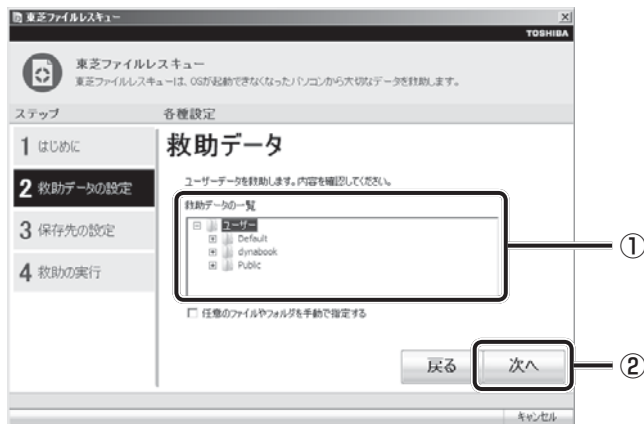 東芝ファイルレスキュー
TOSHIBA
東芝ファイルレスキュー
東芝ファイルレスキューは、OSが起動できなくなったパソコンから大切なデータを救助します。
ステップ
各種設定
1 はじめに
救助データ
ユーザーデータを救助します。内容を確認してください。
2 救助データの設定
救助データの一覧
ユーザー
Default
dynabook
Public
①
3 保存先の設定
4 救助の実行
任意のファイルやフォルダを手動で指定する
戻る
次へ
②
キャンセル